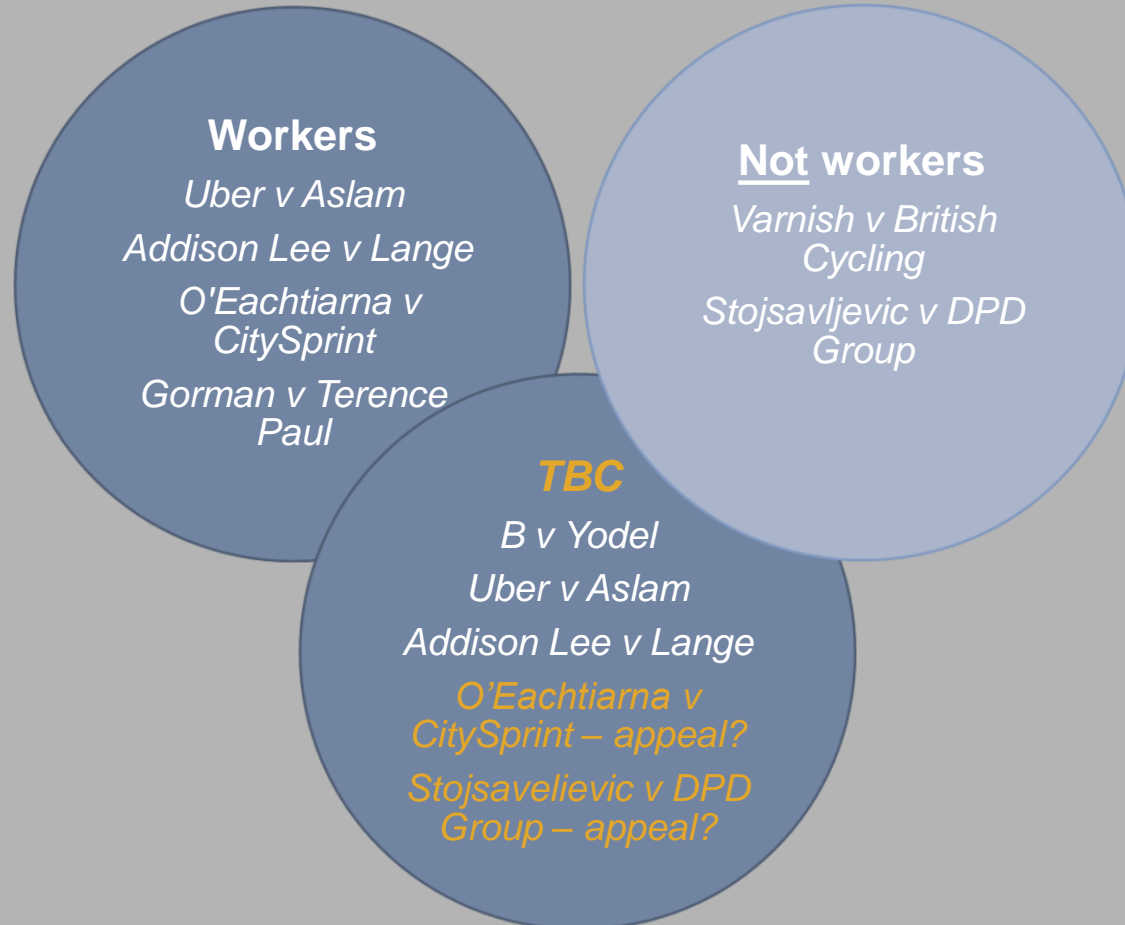 Workers
Uber v Aslam
Addison Lee v Lange
O'Eachtiarna v
CitySprint
Gorman v Terence
Paul
Not workers
Varnish v British
Cycling
Stojsavljevic v DPD
Group
TBC
B v Yodel
Uber v Aslam
Addison Lee v Lange
O’Eachtiarna v
CitySprint – appeal?
Stojsavelievic v DPD
Group – appeal?